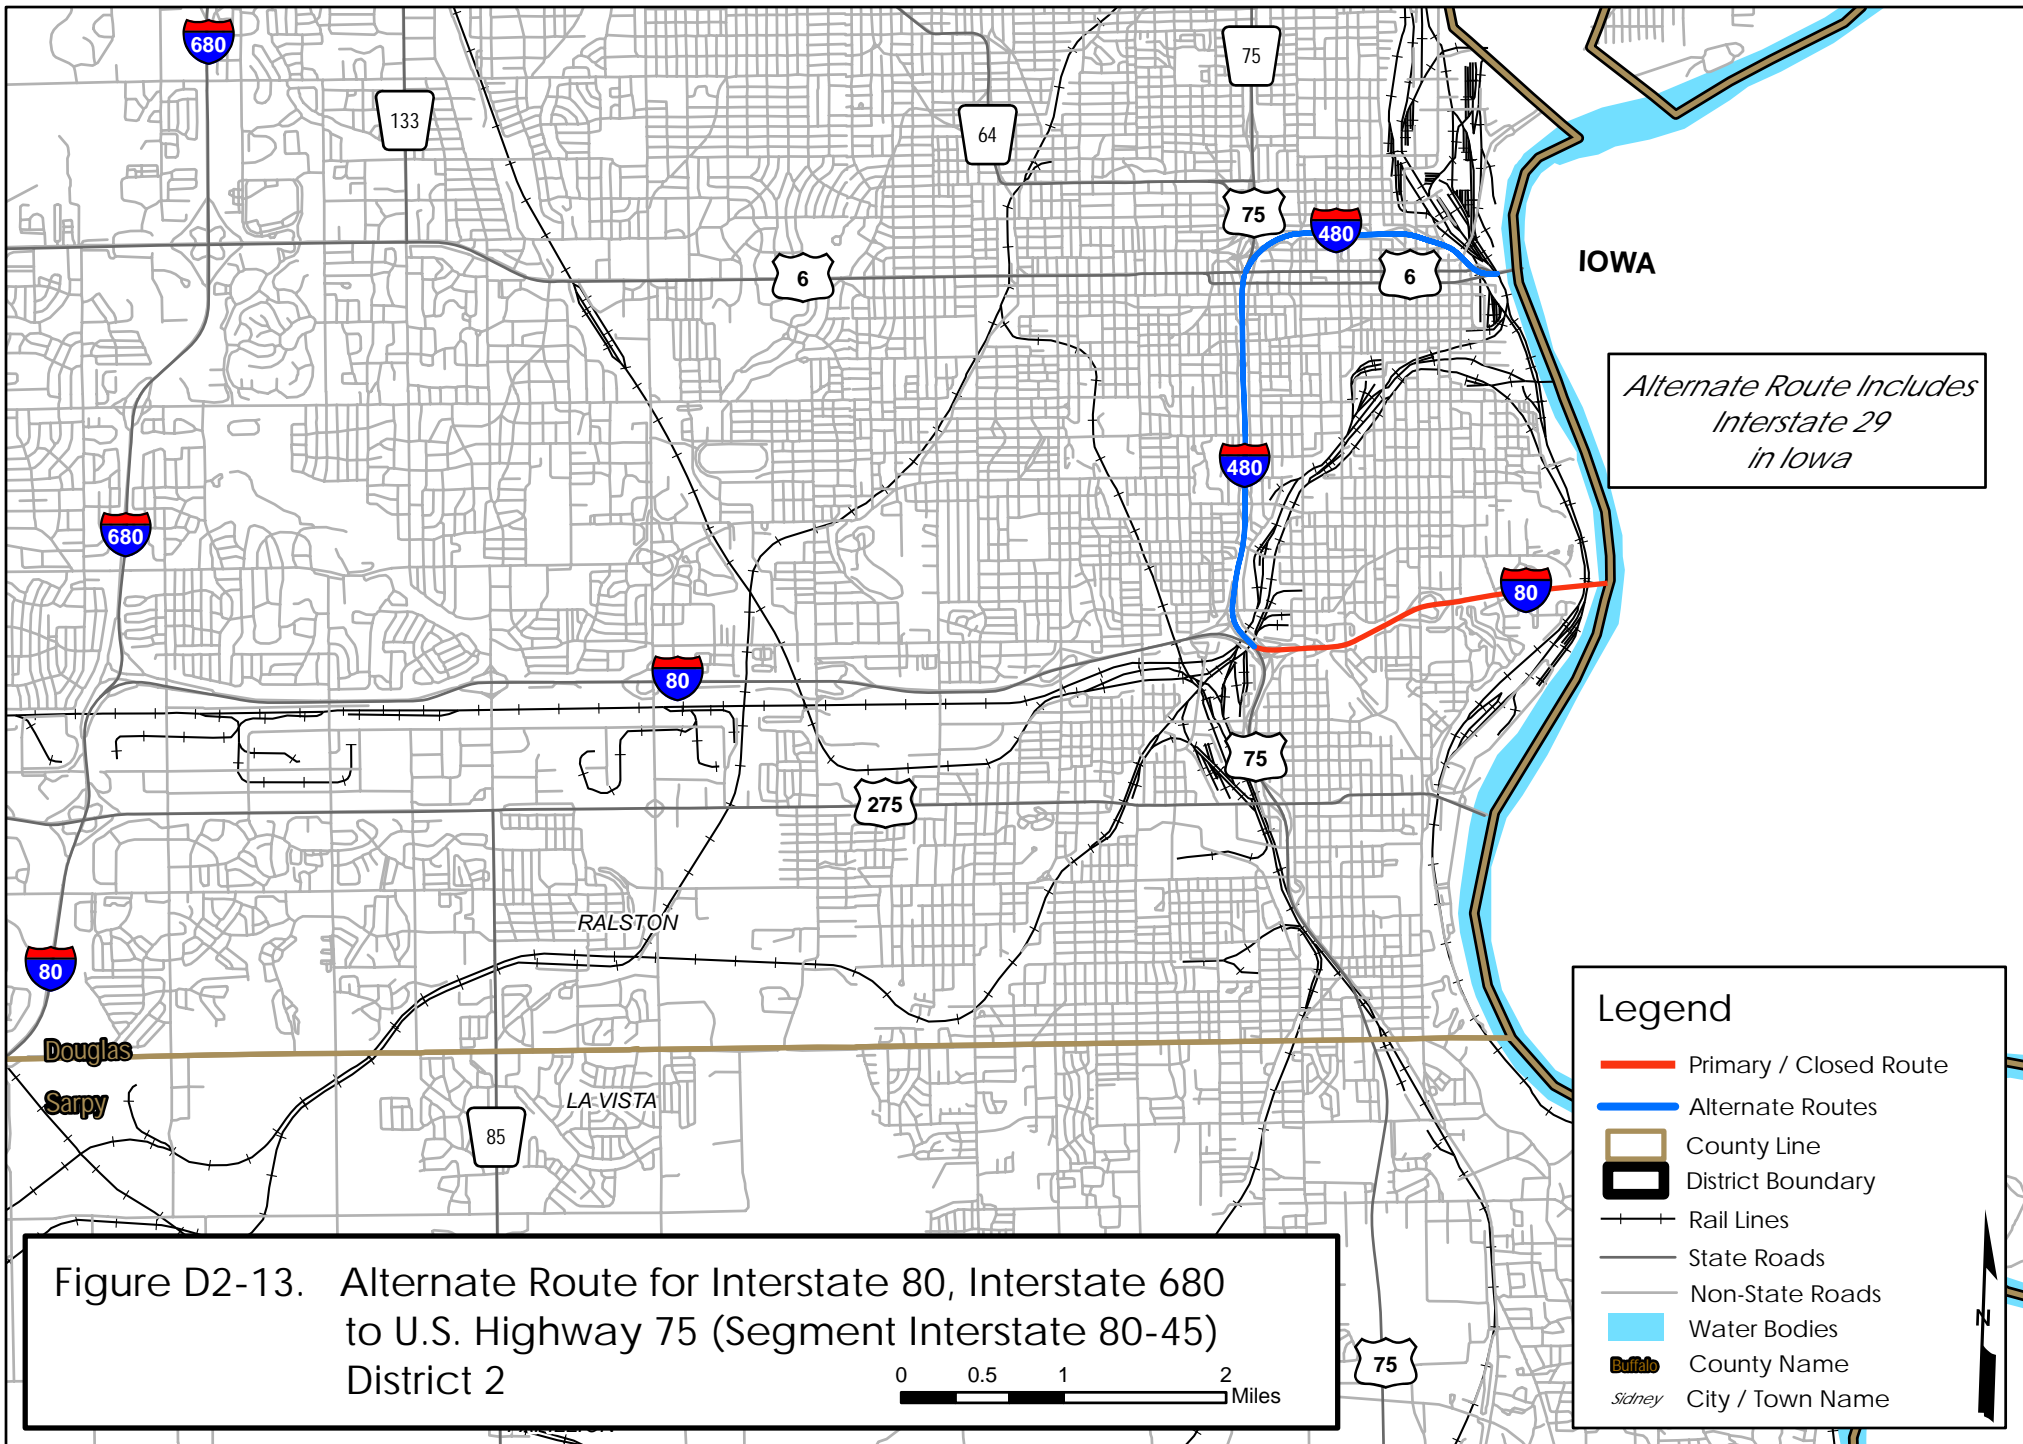 680
133
64
75
75
480
6
6
IOWA
Alternate Route Includes
Interstate 29
in Iowa
480
680
80
80
75
275
RALSTON
80
Douglas
Sarpy
LA VISTA
85
75
Legend
Primary / Closed Route
Alternate Routes
County Line
District Boundary
Rail Lines
State Roads
Non-State Roads
Water Bodies
Buffalo County Name
Sidney City / Town Name
N
Figure D2-13. Alternate Route for Interstate 80, Interstate 680
to U.S. Highway 75 (Segment Interstate 80-45)
District 2
0 0.5 1 2
Miles